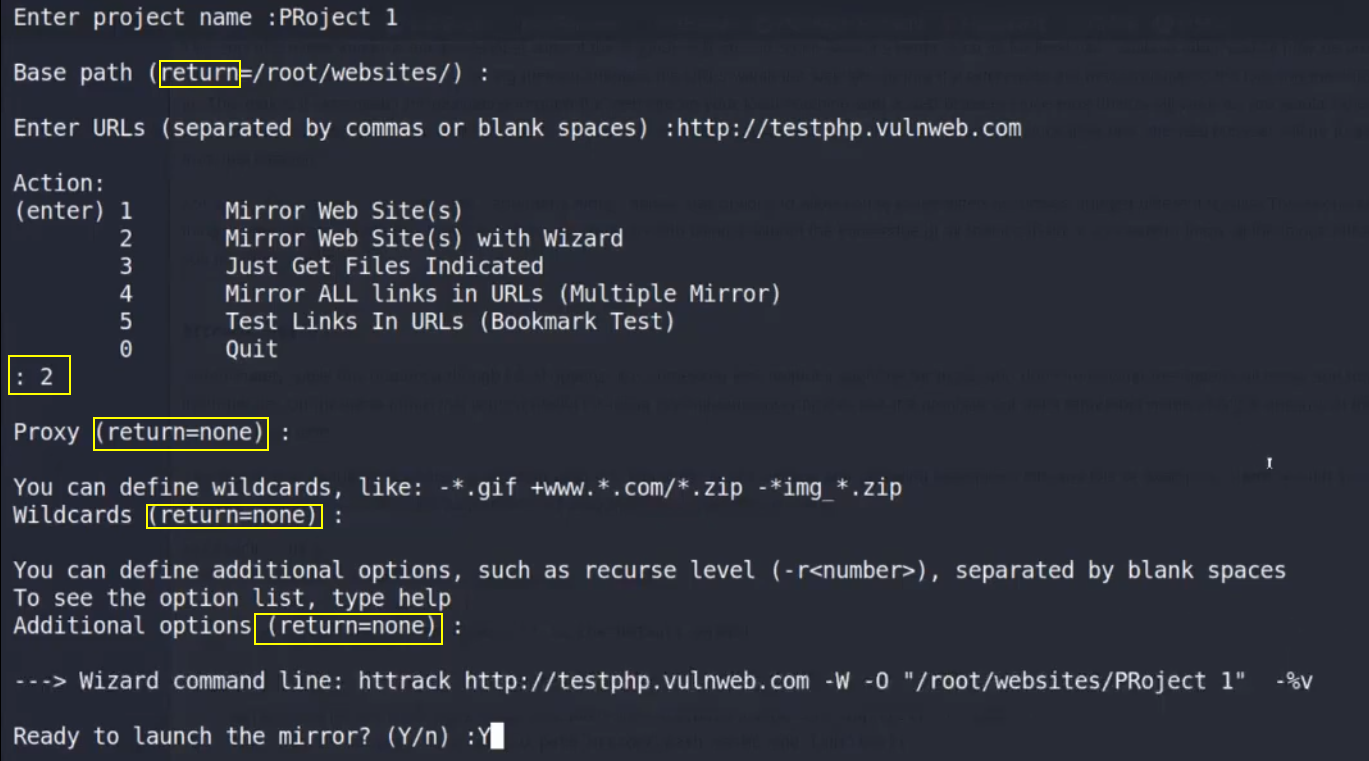 Enter project name :PRoject 1
Base path (return=/root/websites/) :
Enter URLs (separated by commas or blank spaces) :http://testphp.vulnweb.com
Action:
(enter) 1 Mirror Web Site(s)
2 Mirror Web Site(s) with Wizard
3 Just Get Files Indicated
4 Mirror ALL links in URLs (Multiple Mirror)
5 Test Links In URLs (Bookmark Test)
0 Quit
: 2
Proxy (return=none) :
You can define wildcards, like: -*.gif +www.*.com/*.zip -*img_*.zip
Wildcards (return=none) :
You can define additional options, such as recurse level (-r<number>), separated by blank spaces
To see the option list, type help
Additional options (return=none) :
---> Wizard command line: httrack http://testphp.vulnweb.com -W -O "/root/websites/PRoject 1" -%v
Ready to launch the mirror? (Y/n) :Y